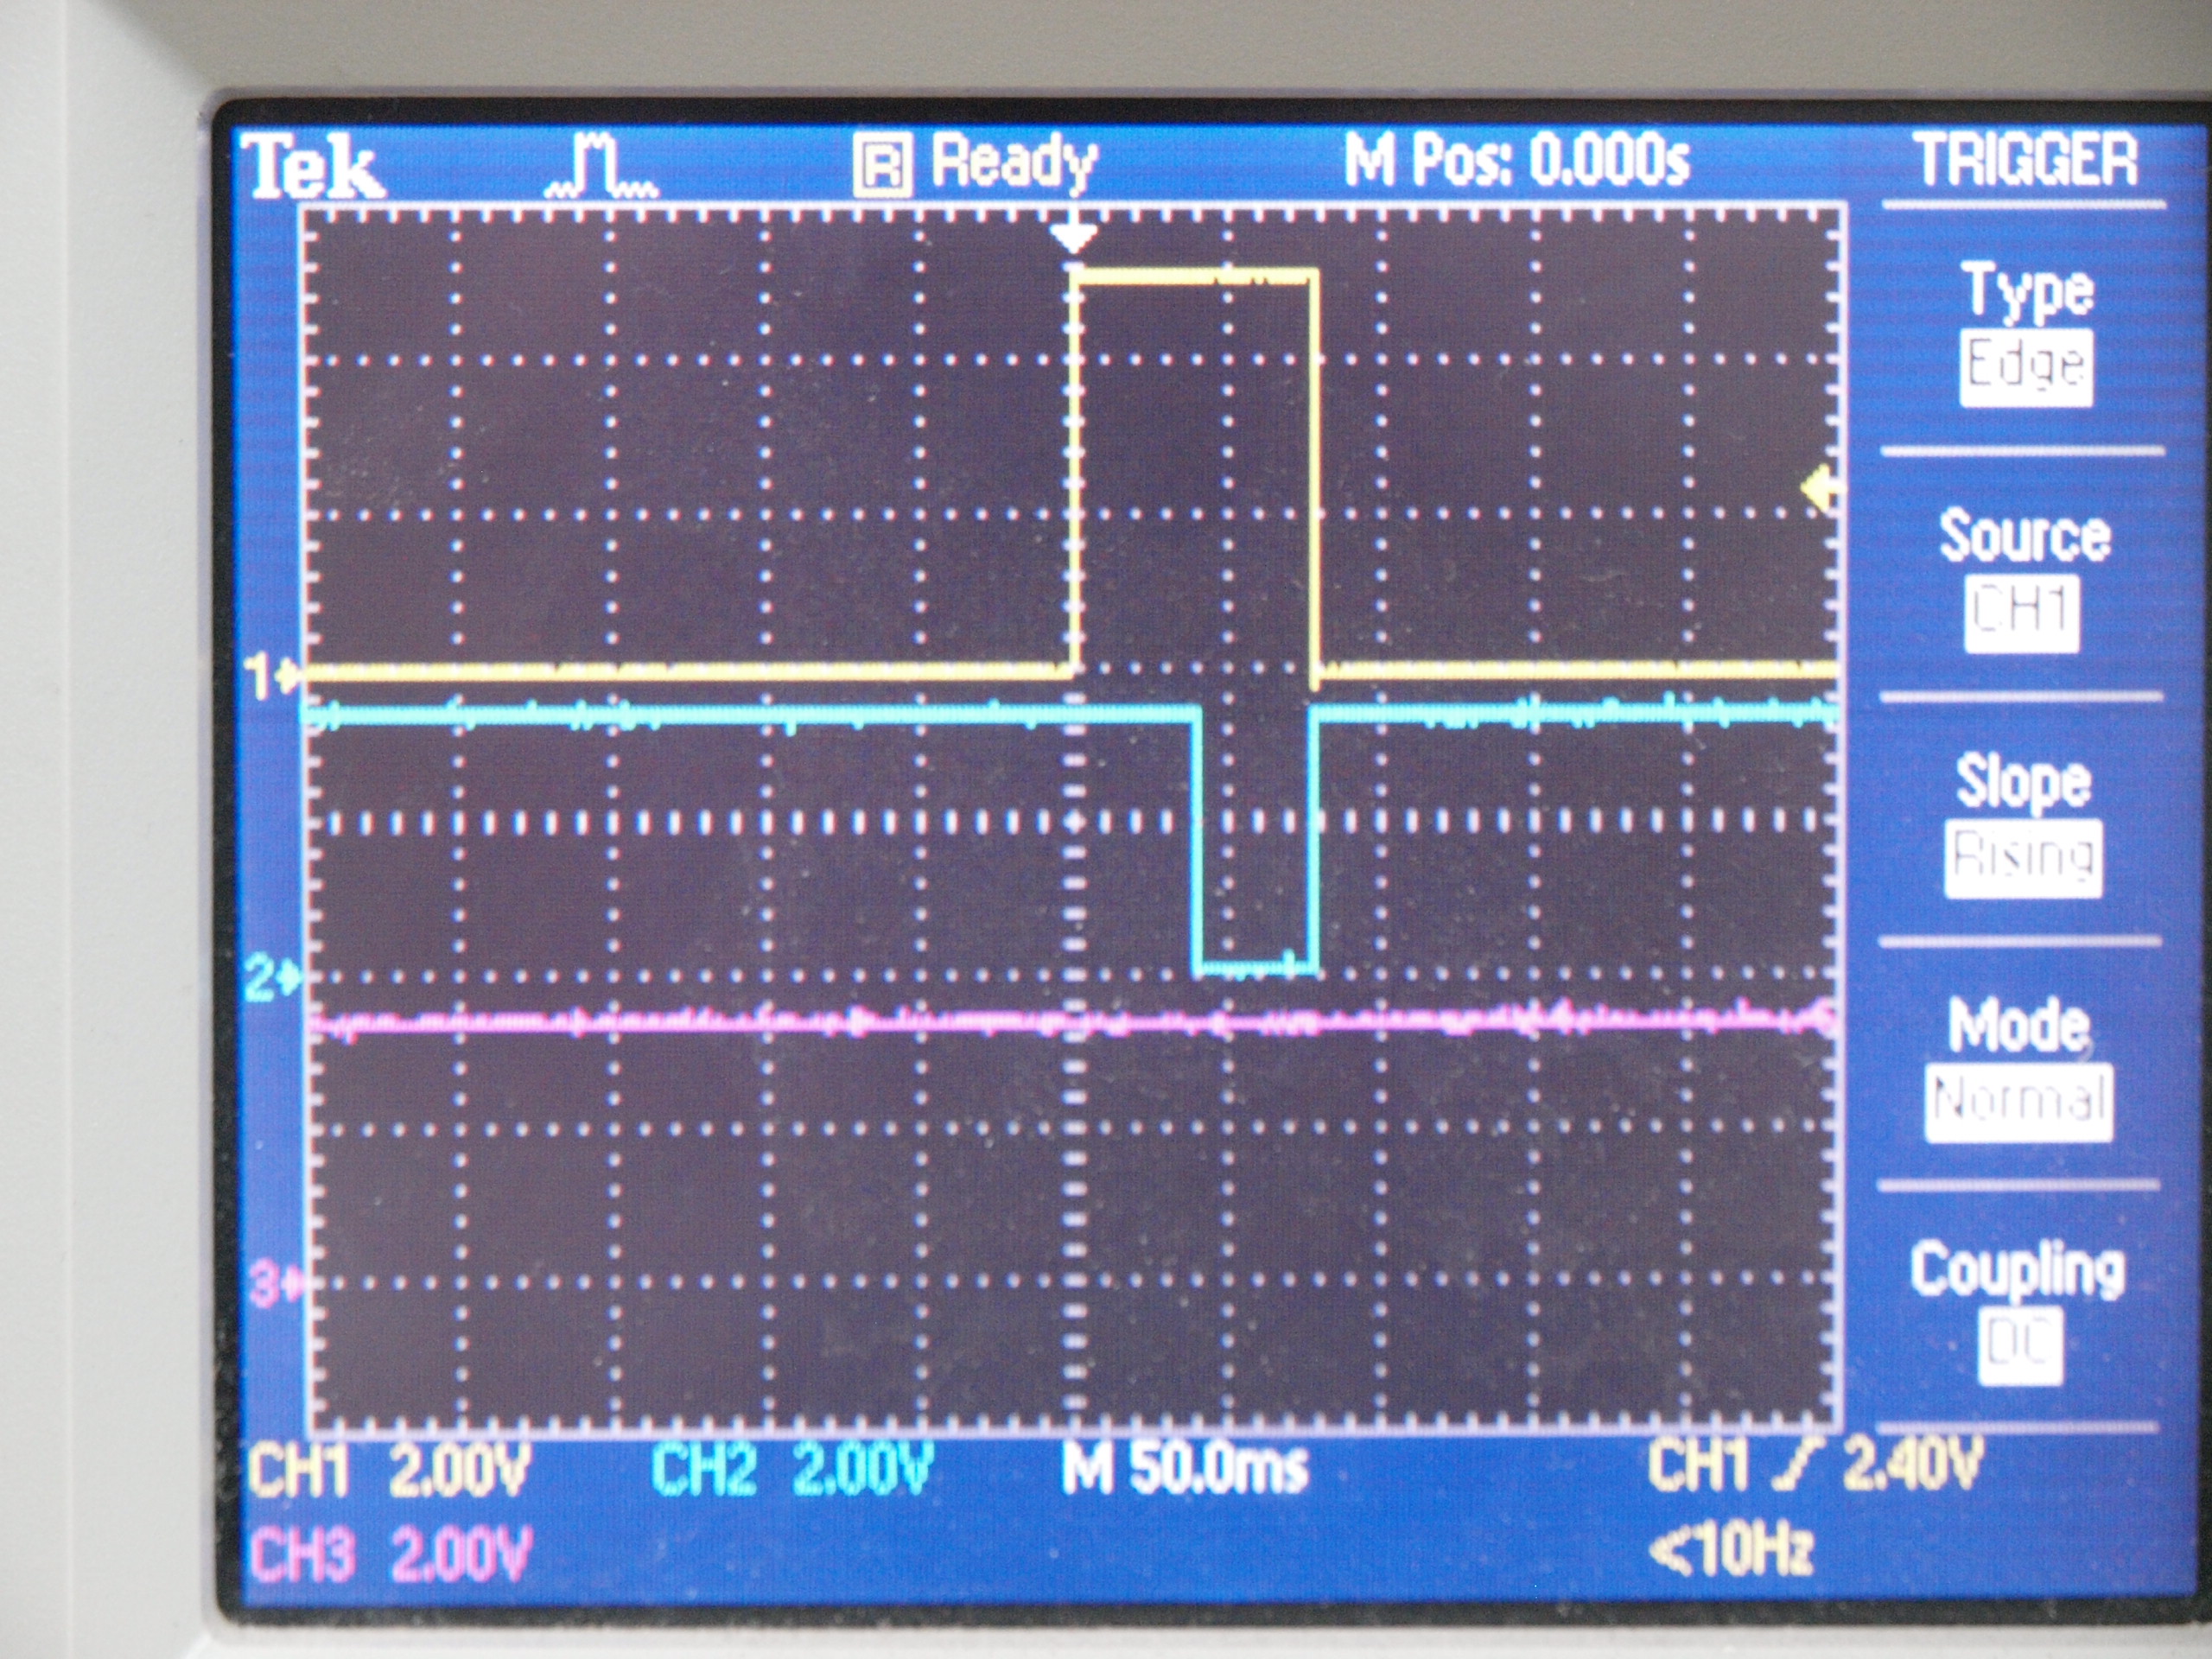 Tek R Ready M Pos: 0.000s TRIGGER
Type
Edge
Source
CH1
Slope
Rising
Mode
Normal
Coupling
DC
1
2
3
CH1 2.00V CH2 2.00V M 50.0ms CH1 2.40V
CH3 2.00V <10Hz